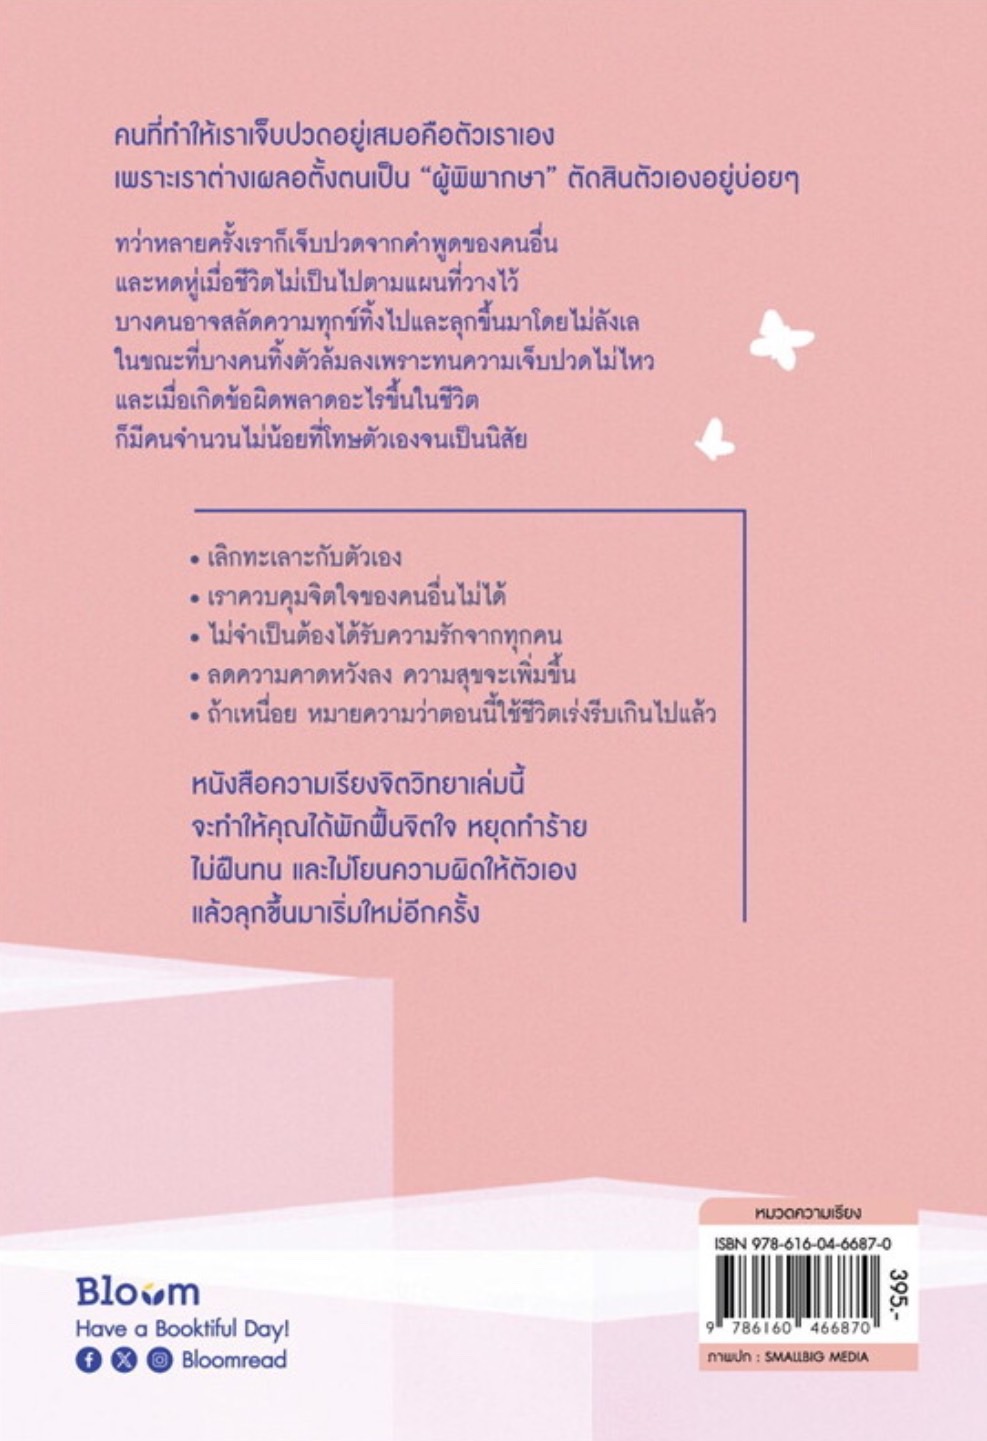 คนที่ทำให้เราเจ็บปวดอยู่เสมอคือตัวเราเอง
เพราะเราต่างเผลอตั้งตนเป็น “ผู้พิพากษา” ตัดสินตัวเองอยู่บ่อยๆ
ทว่าหลายครั้งเราก็เจ็บปวดจากคำพูดของคนอื่น
และหดหู่เมื่อชีวิตไม่เป็นไปตามแผนที่วางไว้
บางคนอาจสลัดความทุกข์ทิ้งไปและลุกขึ้นมาโดยไม่ลังเล
ในขณะที่บางคนทิ้งตัวล้มลงเพราะทนความเจ็บปวดไม่ไหว
และเมื่อเกิดข้อผิดพลาดอะไรขึ้นในชีวิต
ก็มีคนจำนวนไม่น้อยที่โทษตัวเองจนเป็นนิสัย
• เลิกทะเลาะกับตัวเอง
• เราควบคุมจิตใจของคนอื่นไม่ได้
• ไม่จำเป็นต้องได้รับความรักจากทุกคน
• ลดความคาดหวังลง ความสุขจะเพิ่มขึ้น
• ถ้าเหนื่อย หมายความว่าตอนนี้ใช้ชีวิตเร่งรีบเกินไปแล้ว
หนังสือความเรียงจิตวิทยาเล่มนี้
จะทำให้คุณได้พักฟื้นจิตใจ หยุดทำร้าย
ไม่ฝืนทน และไม่โยนความผิดให้ตัวเอง
แล้วลุกขึ้นมาเริ่มใหม่อีกครั้ง
หมวดความเรียง
ISBN 978-616-04-6687-0
395.-
9 786160 466870
ภาพปก : SMALLBIG MEDIA
Bloom
Have a Booktiful Day!
Bloomread